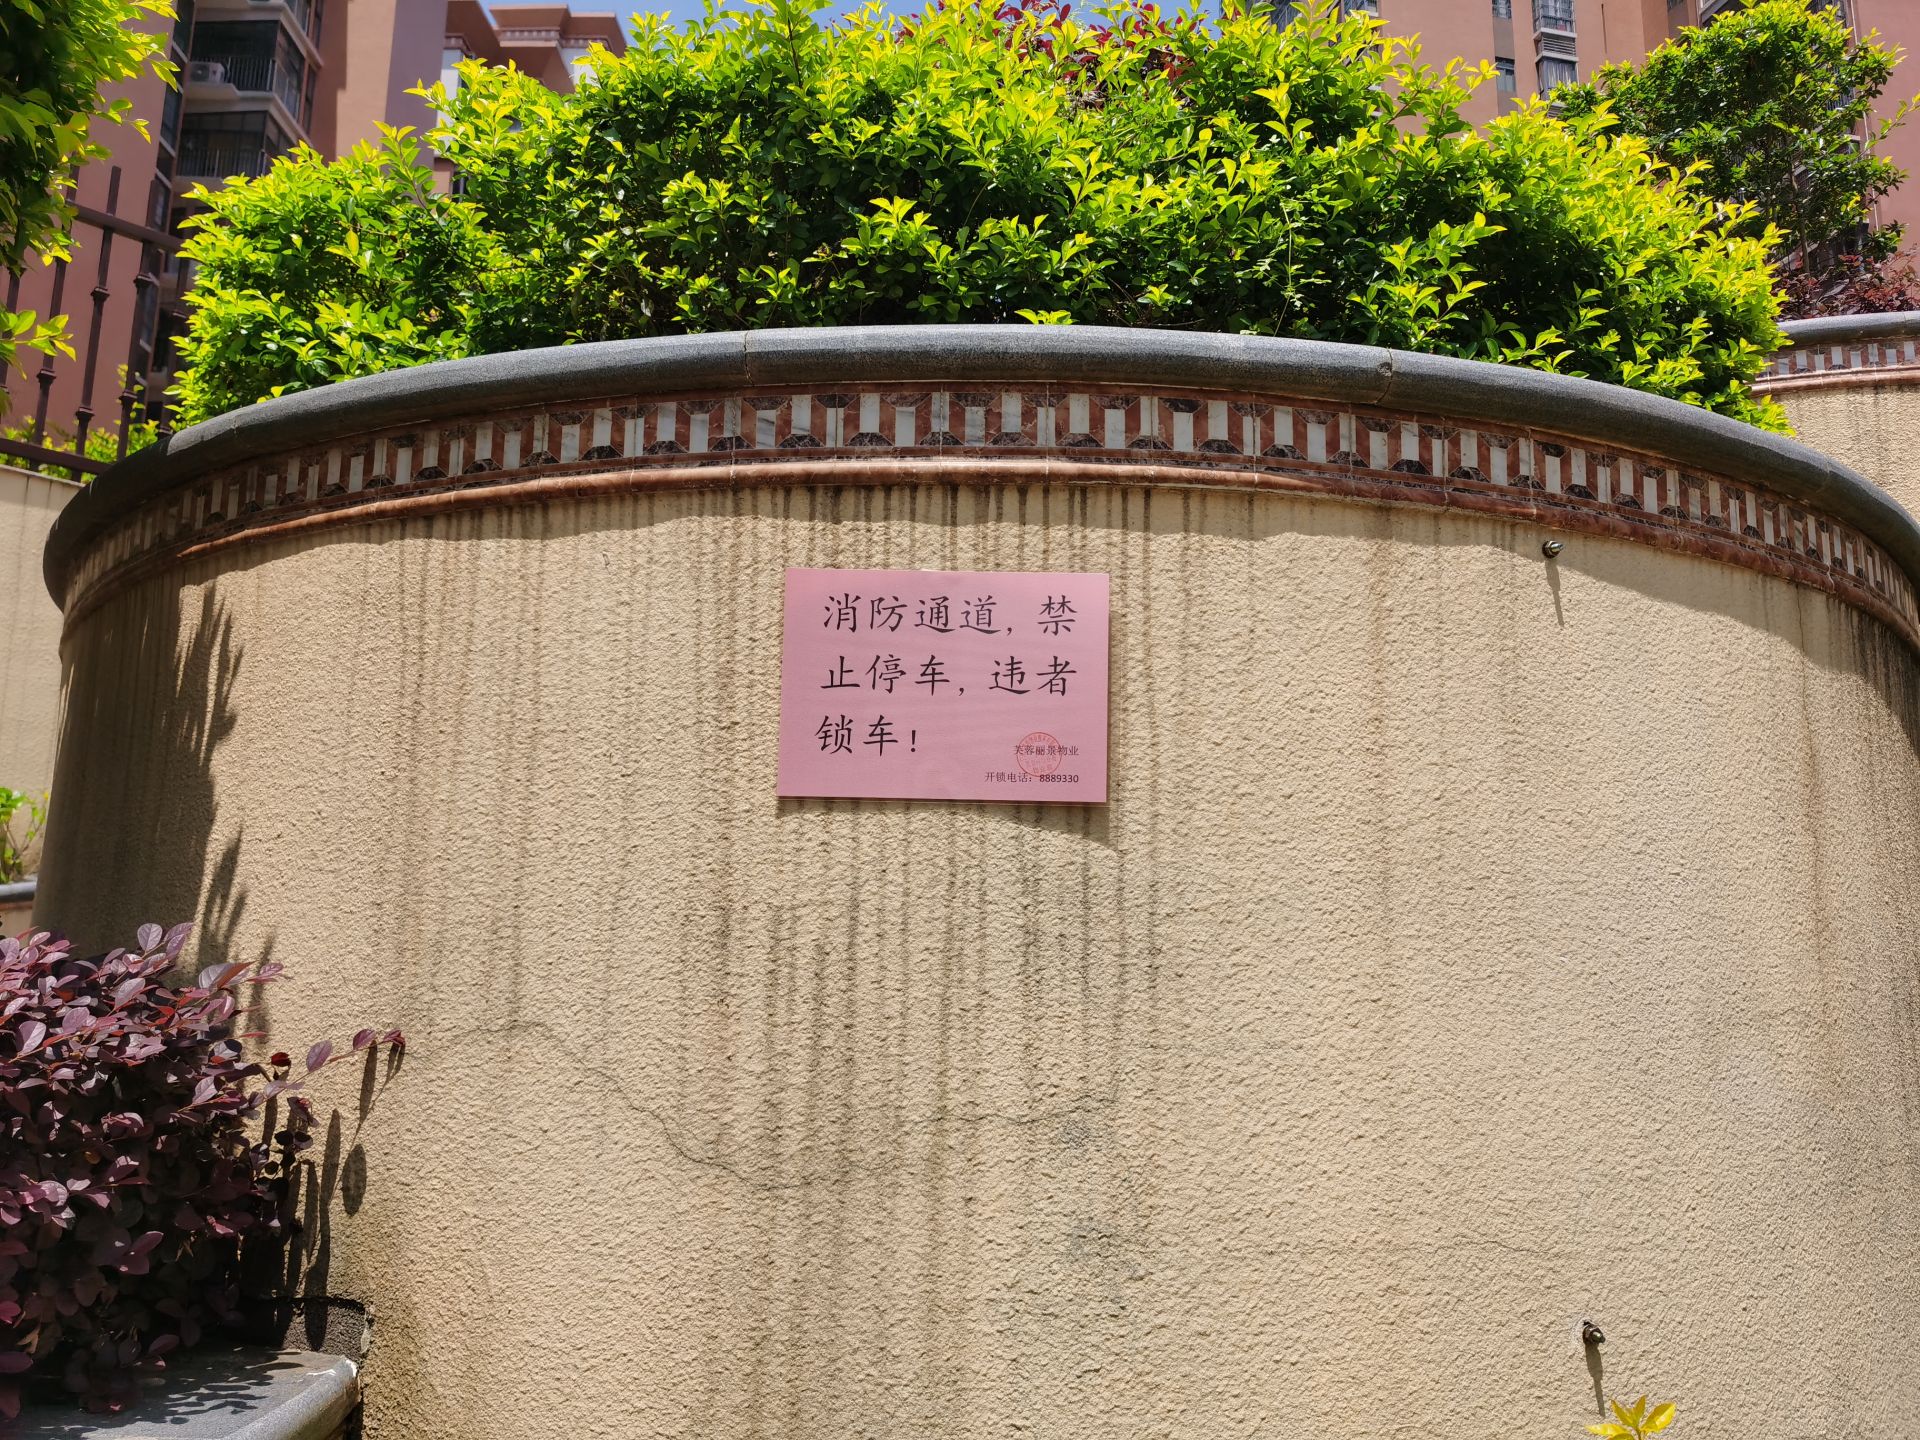 消防通道，禁
止停车，违者
锁车！
芙蓉丽景物业
开锁电话：8889330